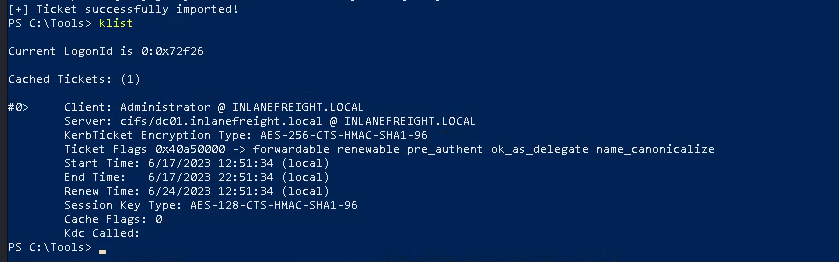 [+] Ticket successfully imported!
PS C:\Tools> klist
Current LogonId is 0:0x72f26
Cached Tickets: (1)
#0> Client: Administrator @ INLANEFREIGHT.LOCAL
Server: cifs/dc01.inlanefreight.local @ INLANEFREIGHT.LOCAL
KerbTicket Encryption Type: AES-256-CTS-HMAC-SHA1-96
Ticket Flags 0x40a50000 -> forwardable renewable pre_authent ok_as_delegate name_canonicalize
Start Time: 6/17/2023 12:51:34 (local)
End Time: 6/17/2023 22:51:34 (local)
Renew Time: 6/24/2023 12:51:34 (local)
Session Key Type: AES-128-CTS-HMAC-SHA1-96
Cache Flags: 0
Kdc Called:
PS C:\Tools> _